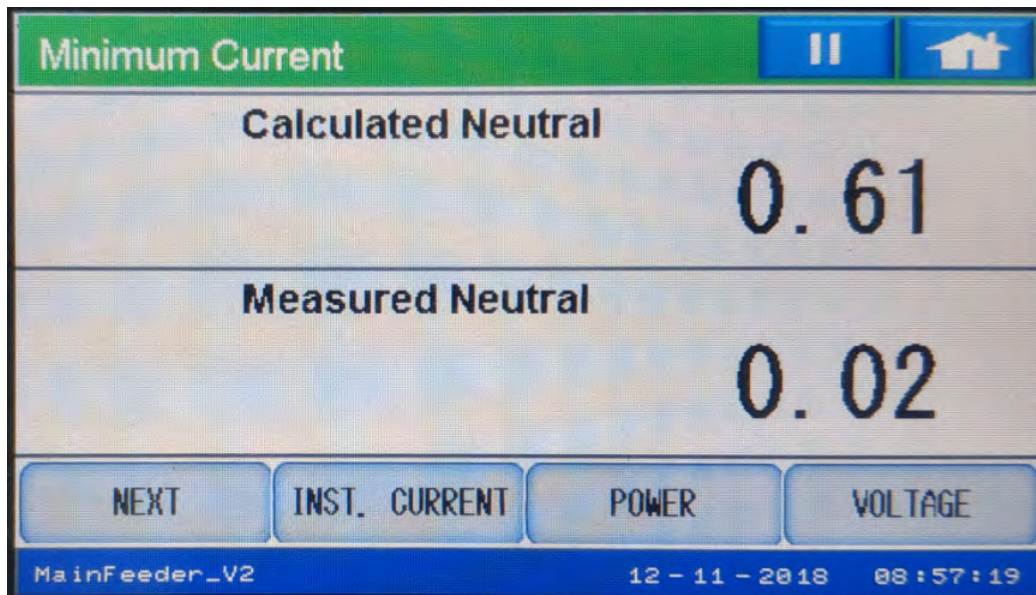 Minimum Current
Calculated Neutral
0.61
Measured Neutral
0.02
NEXT INST. CURRENT POWER VOLTAGE
MainFeeder_V2 12-11-2018 08:57:19